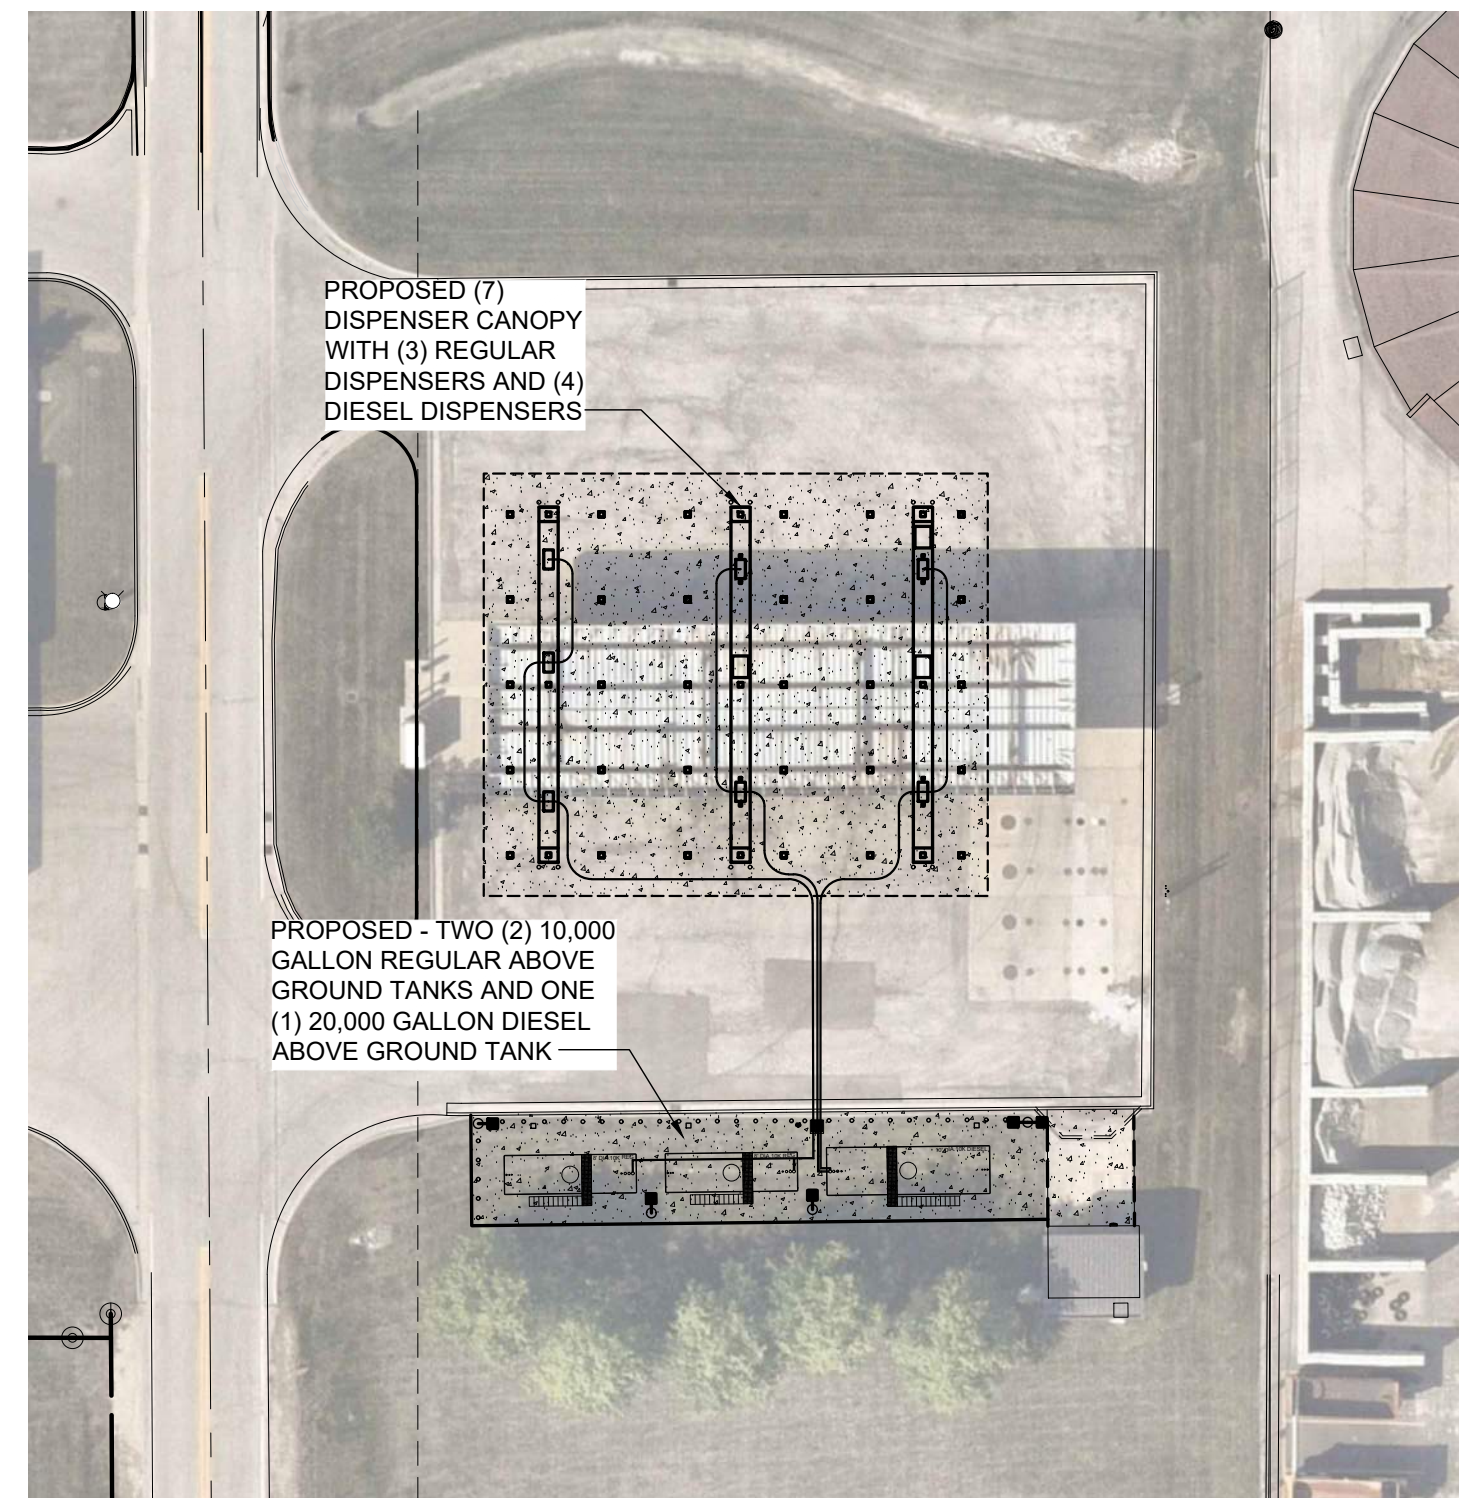 PROPOSED (7)
DISPENSER CANOPY
WITH (3) REGULAR
DISPENSERS AND (4)
DIESEL DISPENSERS
PROPOSED - TWO (2) 10,000
GALLON REGULAR ABOVE
GROUND TANKS AND ONE
(1) 20,000 GALLON DIESEL
ABOVE GROUND TANK